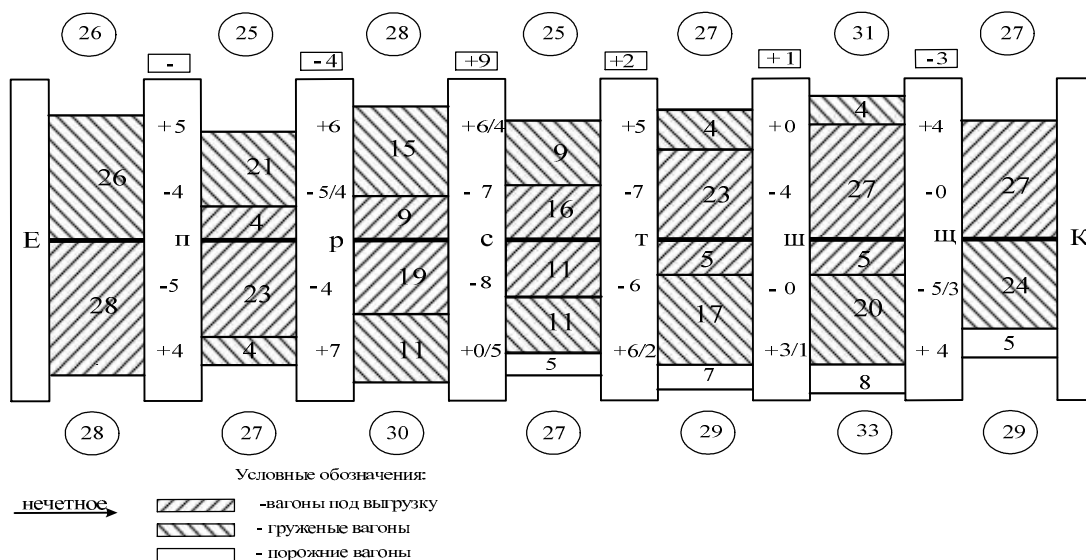 26 25 28 25 27 31 27
- -4 +9 +2 +1 -3
+5 +6 +6/4 +5 +0 +4
4
15 4
26 21 9 27 27
-4 -5/4 -7 -7 -4 -0
23
4 9 16
Е п р с т ш щ К
5 5
28 23 19 11 24
-5 -4 -8 -6 -0 -5/3
17 20
11
4 11 5
+4 +7 +0/5 +6/2 +3/1 +4
5 7 8
28 27 30 27 29 33 29
Условные обозначения:
нечетное -вагоны под выгрузку
- груженые вагоны
- порожние вагоны